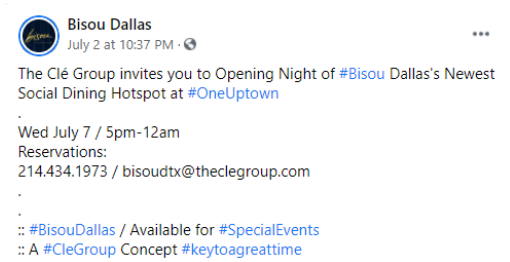 Bisou Dallas
July 2 at 10:37 PM ·
The Clé Group invites you to Opening Night of #Bisou Dallas's Newest
Social Dining Hotspot at #OneUptown
.
Wed July 7 / 5pm-12am
Reservations:
214.434.1973 / bisoudtx@theclegroup.com
.
.
:: #BisouDallas / Available for #SpecialEvents
:: A #CleGroup Concept #keytoagreattime